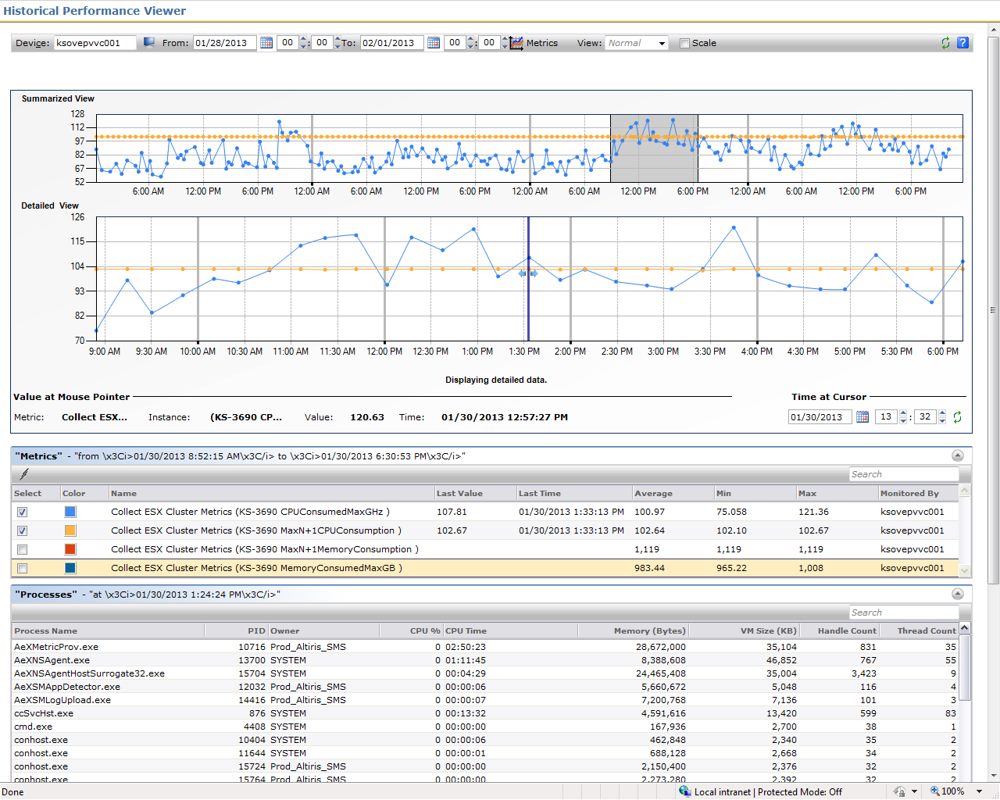 Historical Performance Viewer
Device: ksovepvvc001 From: 01/28/2013 00 : 00 To: 02/01/2013 00 : 00 Metrics View: Normal Scale
Summarized View
128
112
97
82
67
52
6:00 AM 12:00 PM 6:00 PM 12:00 AM 6:00 AM 12:00 PM 6:00 PM 12:00 AM 6:00 AM 12:00 PM 6:00 PM 12:00 AM 6:00 AM 12:00 PM 6:00 PM
Detailed View
126
115
104
93
82
70
9:00 AM 9:30 AM 10:00 AM 10:30 AM 11:00 AM 11:30 AM 12:00 PM 12:30 PM 1:00 PM 1:30 PM 2:00 PM 2:30 PM 3:00 PM 3:30 PM 4:00 PM 4:30 PM 5:00 PM 5:30 PM 6:00 PM
Displaying detailed data.
Value at Mouse Pointer Time at Cursor
Metric: Collect ESX... Instance: (KS-3690 CP... Value: 120.63 Time: 01/30/2013 12:57:27 PM 01/30/2013 13 : 32
"Metrics" - "from \x3Ci>01/30/2013 8:52:15 AM\x3C/i> to \x3Ci>01/30/2013 6:30:53 PM\x3C/i>"
Search
Select Color Name Last Value Last Time Average Min Max Monitored By
Collect ESX Cluster Metrics (KS-3690 CPUConsumedMaxGHz ) 107.81 01/30/2013 1:33:13 PM 100.97 75.058 121.36 ksovepvvc001
Collect ESX Cluster Metrics (KS-3690 MaxN+1CPUConsumption ) 102.67 01/30/2013 1:33:13 PM 102.64 102.10 102.67 ksovepvvc001
Collect ESX Cluster Metrics (KS-3690 MaxN+1MemoryConsumption ) 1,119 1,119 1,119 ksovepvvc001
Collect ESX Cluster Metrics (KS-3690 MemoryConsumedMaxGB ) 983.44 965.22 1,008 ksovepvvc001
"Processes" - "at \x3Ci>01/30/2013 1:24:24 PM\x3C/i>"
Search
Process Name PID Owner CPU % CPU Time Memory (Bytes) VM Size (KB) Handle Count Thread Count
AeXMetricProv.exe 10716 Prod_Altiris_SMS 0 02:50:23 28,672,000 35,104 831 35
AeXNSAgent.exe 13700 SYSTEM 0 01:11:45 8,388,608 46,852 767 55
AeXNSAgentHostSurrogate32.exe 15704 SYSTEM 0 00:04:29 24,465,408 35,004 3,423 9
AeXSMAppDetector.exe 12032 Prod_Altiris_SMS 0 00:00:06 5,660,672 5,048 116 4
AeXSMLogUpload.exe 14416 Prod_Altiris_SMS 0 00:00:07 7,200,768 7,136 101 3
ccSvcHst.exe 876 SYSTEM 0 00:13:32 4,591,616 13,420 599 83
cmd.exe 4408 SYSTEM 0 00:00:00 167,936 2,700 38 1
conhost.exe 10404 SYSTEM 0 00:00:06 462,848 2,340 35 2
conhost.exe 11644 SYSTEM 0 00:00:01 688,128 2,668 34 2
conhost.exe 15724 Prod_Altiris_SMS 0 00:00:00 2,150,400 2,376 32 2
conhost.exe 15764 Prod_Altiris_SMS 0 00:00:00 2,273,280 2,392 32 2
Done Local intranet | Protected Mode: Off 100%